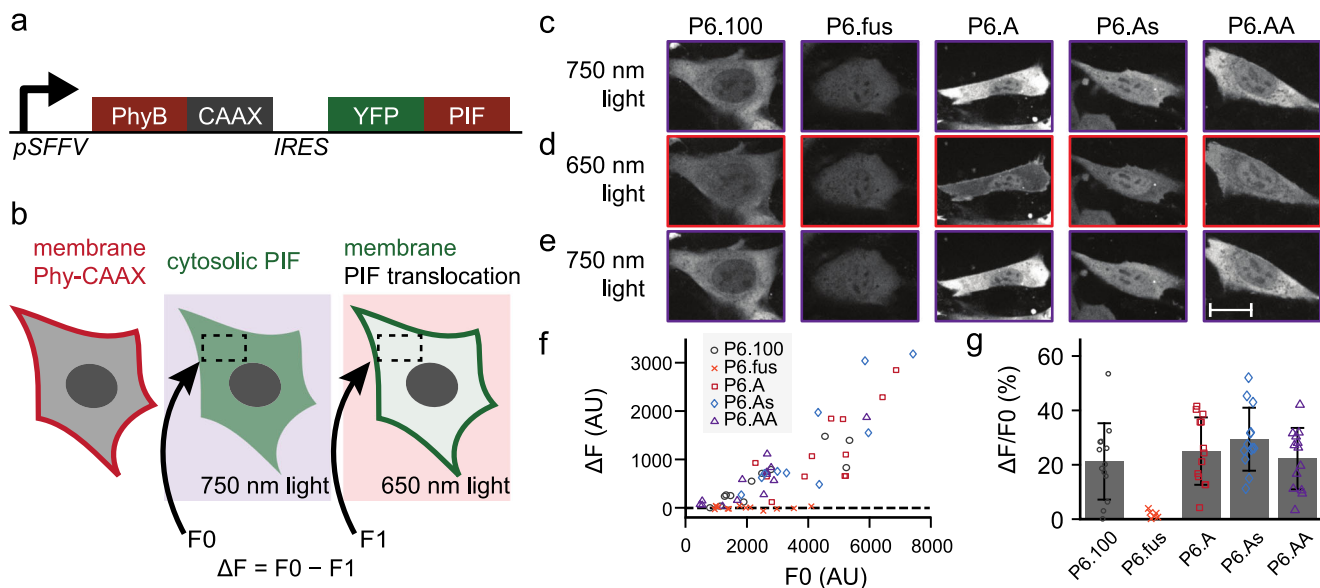 a
PhyB CAAX YFP PIF
pSFFV IRES
b
membrane
Phy-CAAX
cytosolic PIF
membrane
PIF translocation
750 nm light
650 nm light
F0
F1
ΔF = F0 – F1
c
P6.100 P6.fus P6.A P6.As P6.AA
750 nm
light
d
650 nm
light
e
750 nm
light
f
ΔF (AU)
3000
2000
1000
0
P6.100
P6.fus
P6.A
P6.As
P6.AA
0 2000 4000 6000 8000
F0 (AU)
g
ΔF/F0 (%)
60
40
20
0
P6.100 P6.fus P6.A P6.As P6.AA